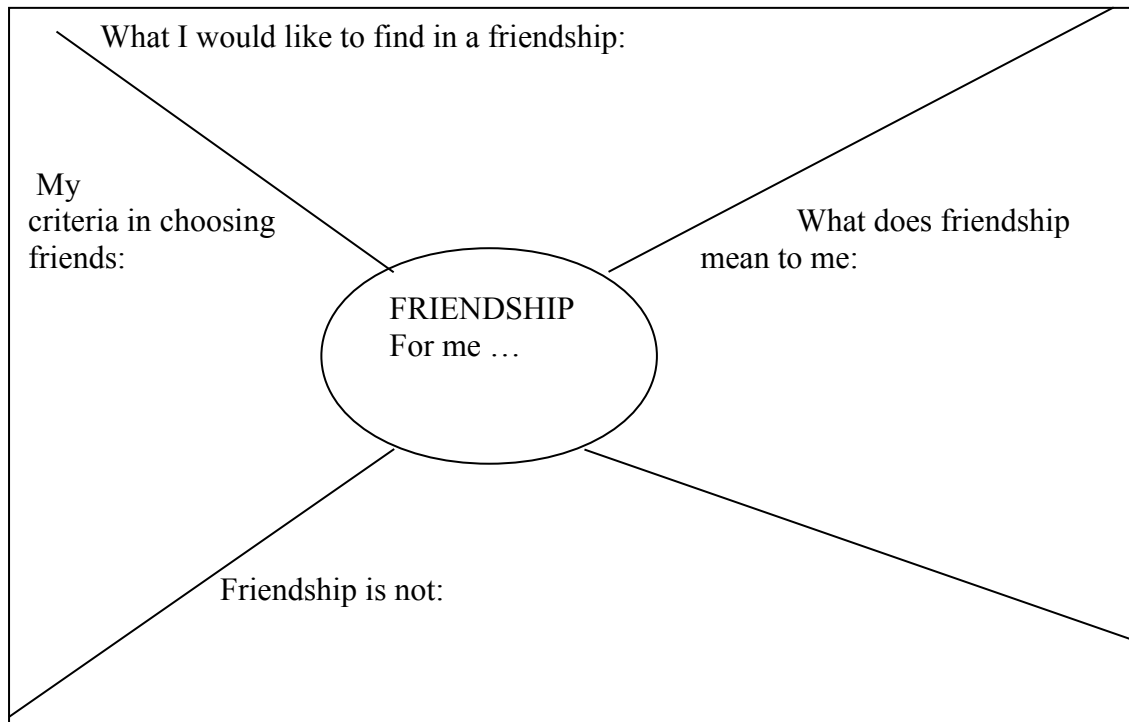 What I would like to find in a friendship:
My
criteria in choosing
friends:
What does friendship
mean to me:
FRIENDSHIP
For me …
Friendship is not: